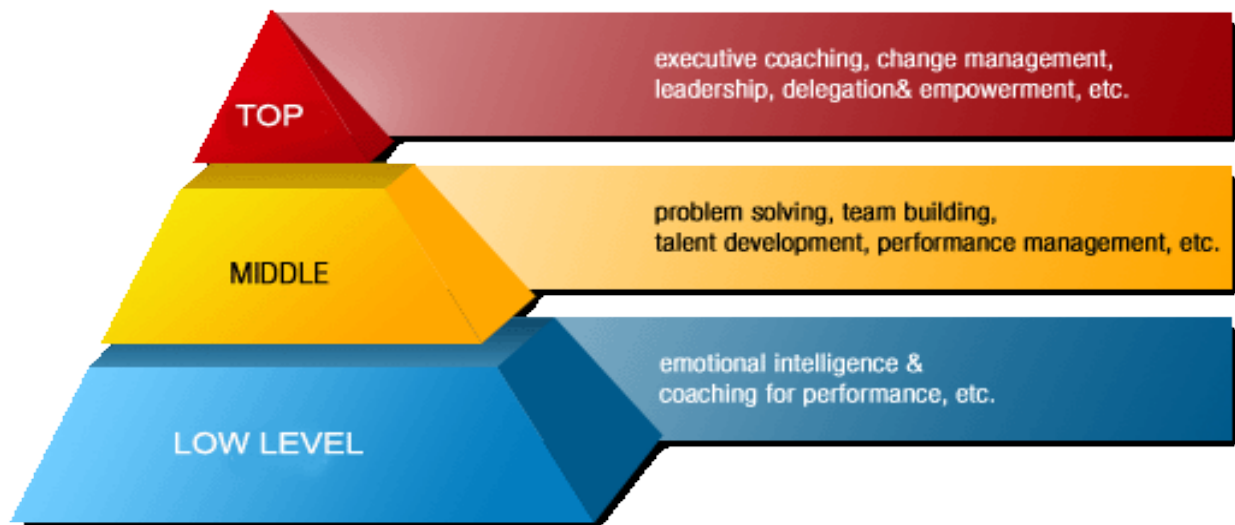 TOP
executive coaching, change management,
leadership, delegation& empowerment, etc.
MIDDLE
problem solving, team building,
talent development, performance management, etc.
LOW LEVEL
emotional intelligence &
coaching for performance, etc.